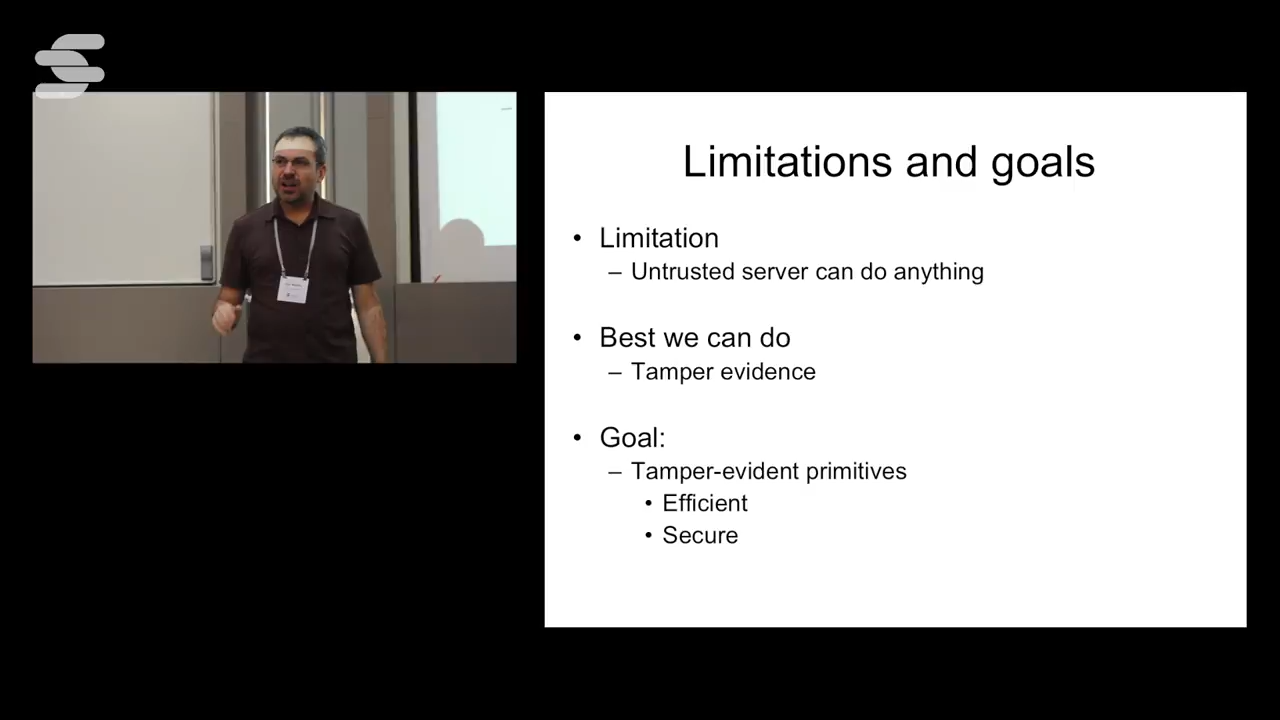 Limitations and goals
• Limitation
– Untrusted server can do anything
• Best we can do
– Tamper evidence
• Goal:
– Tamper-evident primitives
• Efficient
• Secure